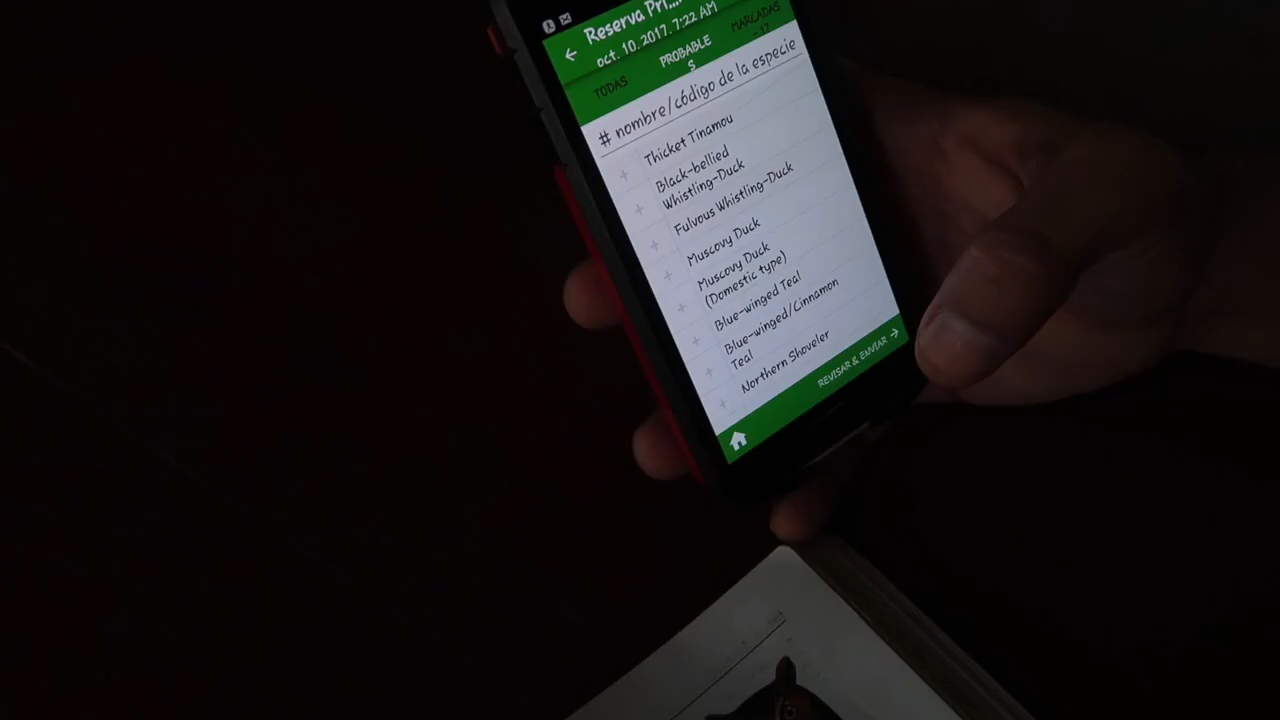 Reserva Pri....
oct. 10. 2017. 7:22 AM
TODAS
PROBABLE
S
MARCADAS
- 17
# nombre/código de la especie
+ Thicket Tinamou
+ Black-bellied
Whistling-Duck
+ Fulvous Whistling-Duck
+ Muscovy Duck
+ Muscovy Duck
(Domestic type)
+ Blue-winged Teal
+ Blue-winged/Cinnamon
Teal
+ Northern Shoveler
REVISAR & ENVIAR →